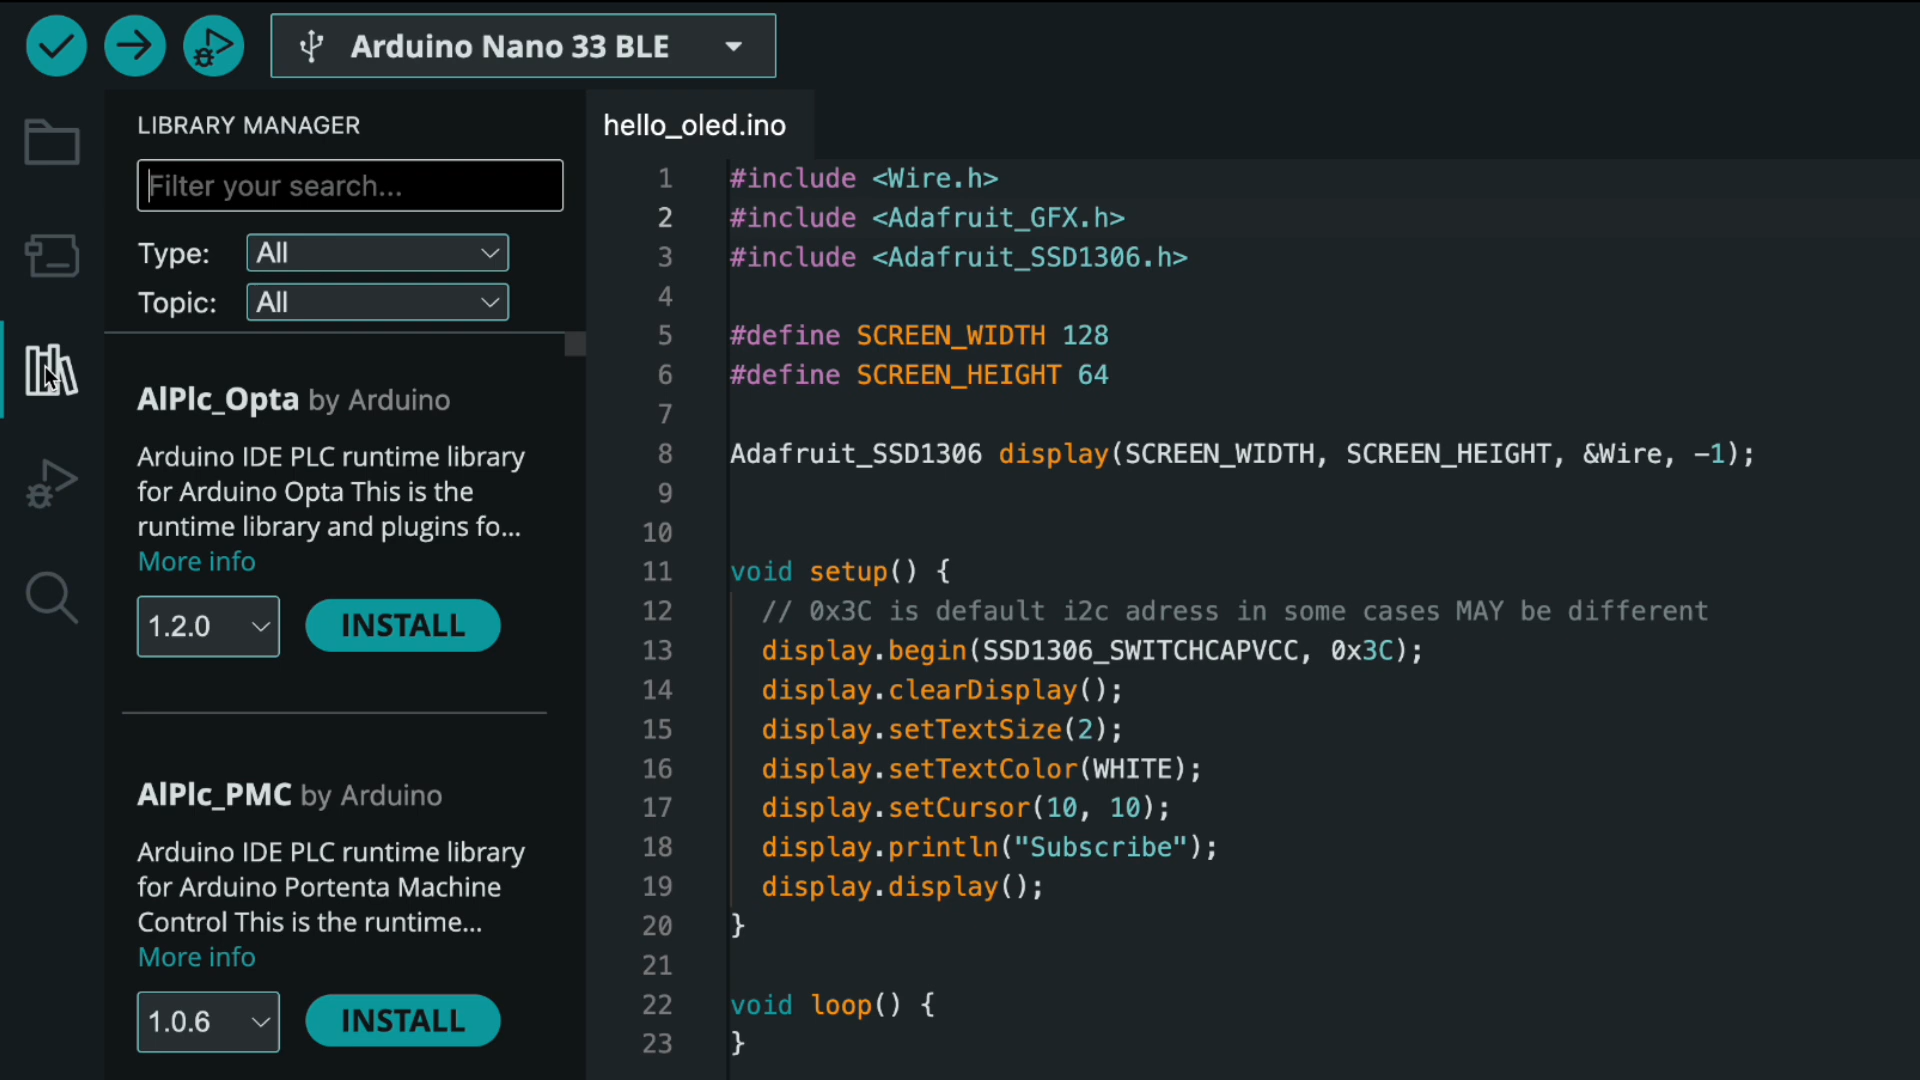 Arduino Nano 33 BLE
LIBRARY MANAGER
Filter your search...
Type: All
Topic: All
AlPlc_Opta by Arduino
Arduino IDE PLC runtime library
for Arduino Opta This is the
runtime library and plugins fo...
More info
1.2.0 INSTALL
AlPlc_PMC by Arduino
Arduino IDE PLC runtime library
for Arduino Portenta Machine
Control This is the runtime...
More info
1.0.6 INSTALL
hello_oled.ino
1 #include <Wire.h>
2 #include <Adafruit_GFX.h>
3 #include <Adafruit_SSD1306.h>
4
5 #define SCREEN_WIDTH 128
6 #define SCREEN_HEIGHT 64
7
8 Adafruit_SSD1306 display(SCREEN_WIDTH, SCREEN_HEIGHT, &Wire, -1);
9
10
11 void setup() {
12   // 0x3C is default i2c adress in some cases MAY be different
13   display.begin(SSD1306_SWITCHCAPVCC, 0x3C);
14   display.clearDisplay();
15   display.setTextSize(2);
16   display.setTextColor(WHITE);
17   display.setCursor(10, 10);
18   display.println("Subscribe");
19   display.display();
20 }
21
22 void loop() {
23 }